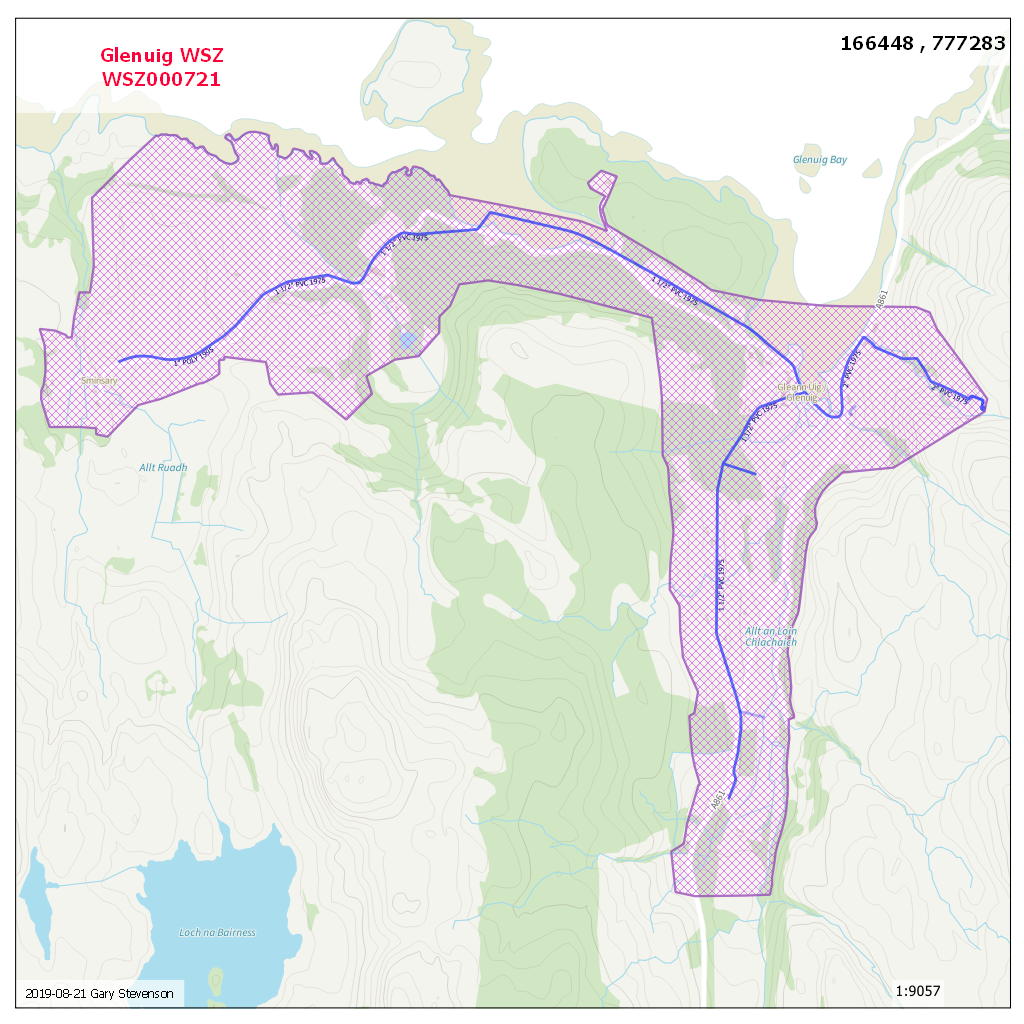 Glenuig WSZ
WSZ000721
166448 , 777283
Glenuig Bay
A861
1 1/2" PVC 1975
1 1/2" PVC 1975
1 1/2" PVC 1975
1" POLY 1995
Smirisary
2" PVC 1975
2" PVC 1975
Gleann Uig /
Glenuig
1 1/2" PVC 1975
Allt Ruadh
1 1/2" PVC 1975
Allt an Loin
Chlachaich
A861
Loch na Bairness
2019-08-21 Gary Stevenson
1:9057